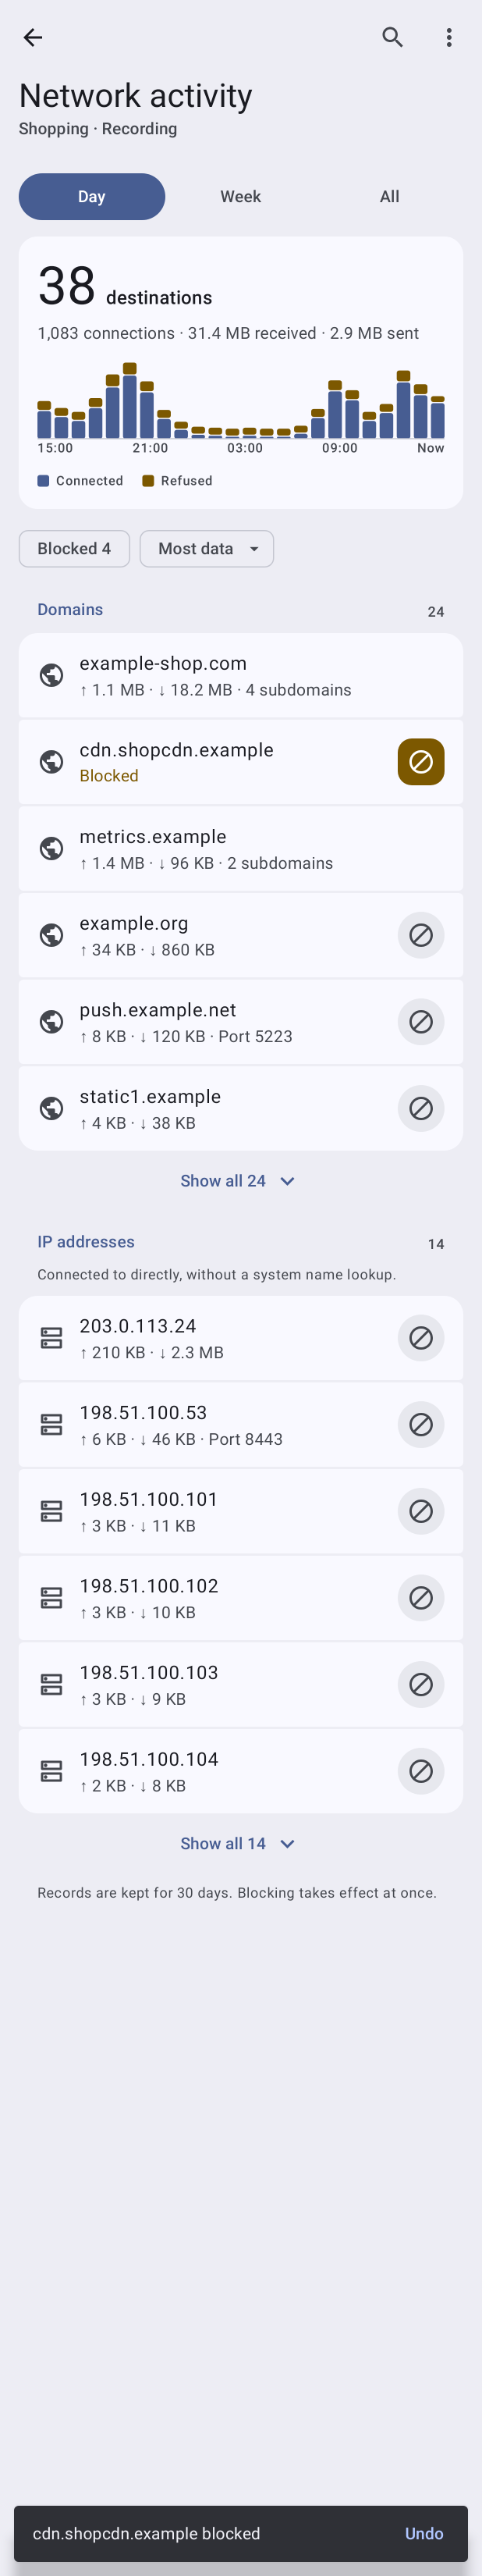 Network activity
Shopping · Recording
Day
Week
All
38 destinations
1,083 connections · 31.4 MB received · 2.9 MB sent
15:00
21:00
03:00
09:00
Now
Connected
Refused
Blocked 4
Most data
Domains
24
example-shop.com
↑ 1.1 MB · ↓ 18.2 MB · 4 subdomains
cdn.shopcdn.example
Blocked
metrics.example
↑ 1.4 MB · ↓ 96 KB · 2 subdomains
example.org
↑ 34 KB · ↓ 860 KB
push.example.net
↑ 8 KB · ↓ 120 KB · Port 5223
static1.example
↑ 4 KB · ↓ 38 KB
Show all 24
IP addresses
14
Connected to directly, without a system name lookup.
203.0.113.24
↑ 210 KB · ↓ 2.3 MB
198.51.100.53
↑ 6 KB · ↓ 46 KB · Port 8443
198.51.100.101
↑ 3 KB · ↓ 11 KB
198.51.100.102
↑ 3 KB · ↓ 10 KB
198.51.100.103
↑ 3 KB · ↓ 9 KB
198.51.100.104
↑ 2 KB · ↓ 8 KB
Show all 14
Records are kept for 30 days. Blocking takes effect at once.
cdn.shopcdn.example blocked
Undo